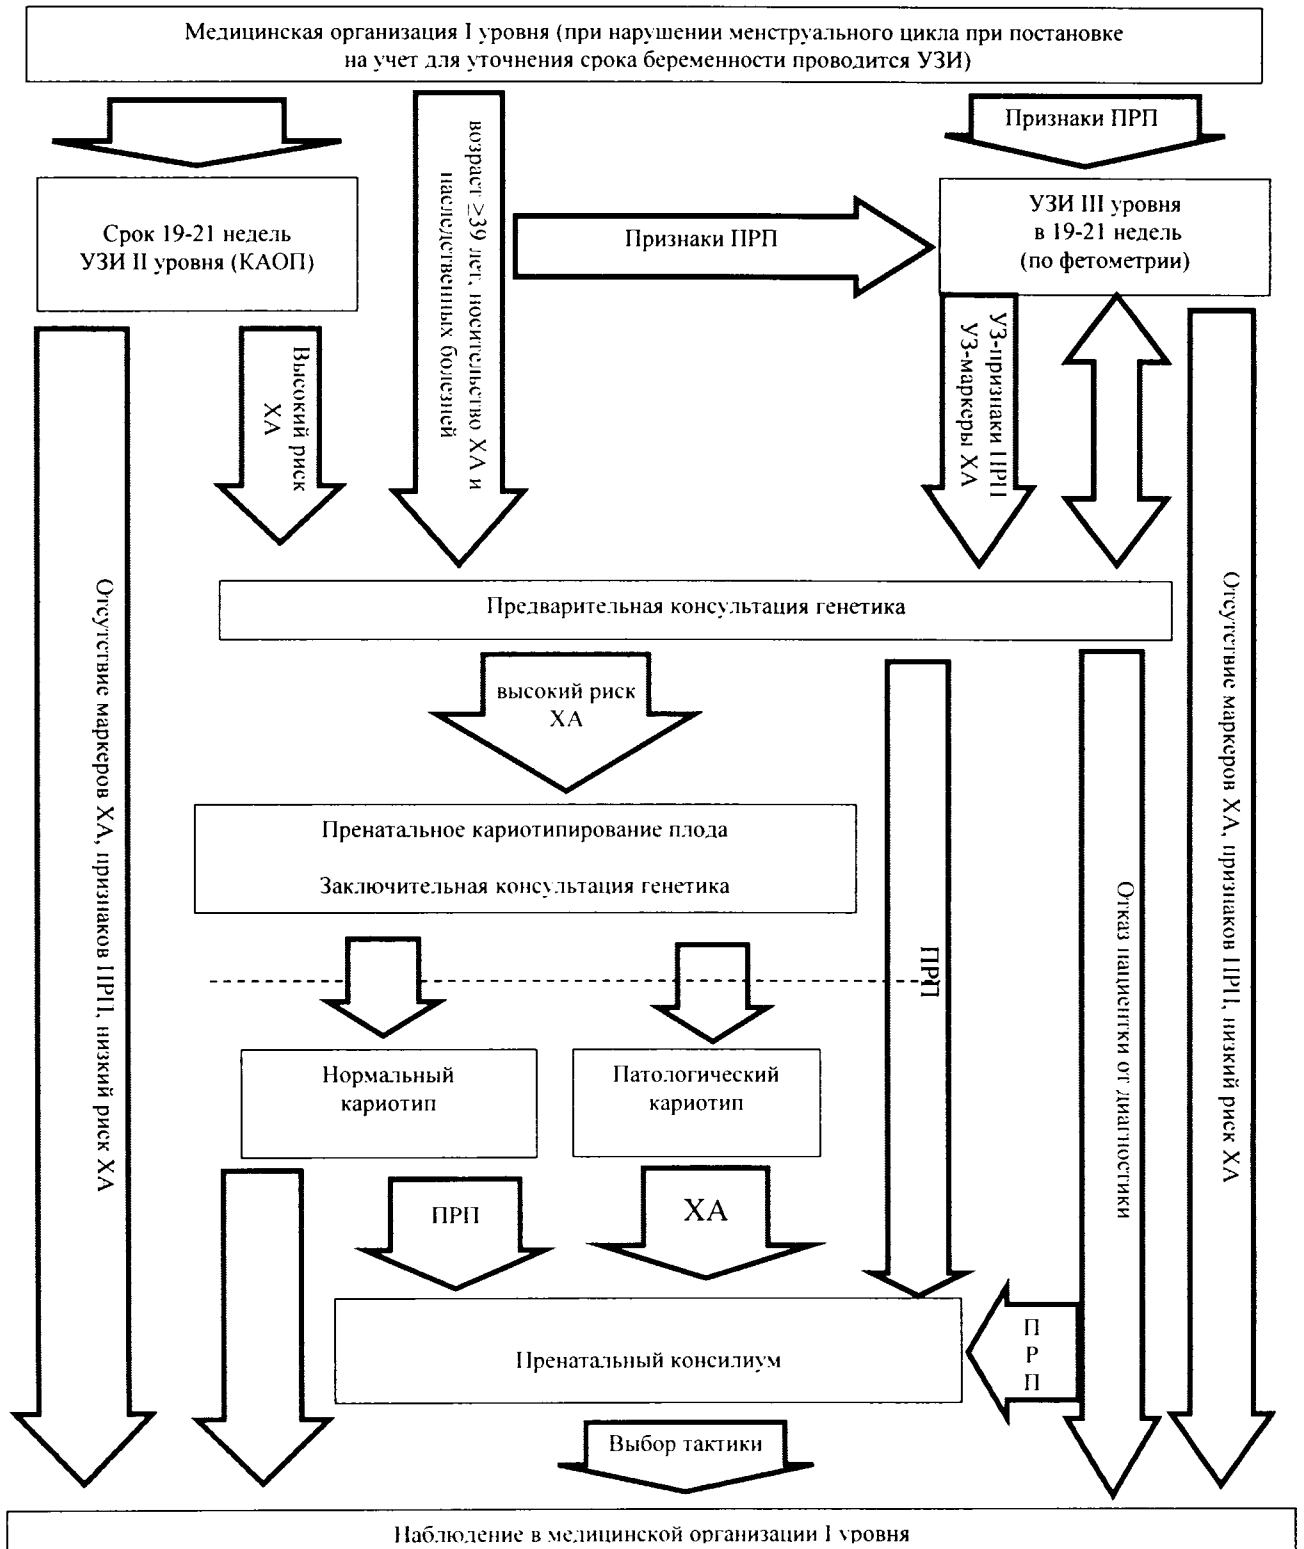 Медицинская организация I уровня (при нарушении менструального цикла при постановке
на учет для уточнения срока беременности проводится УЗИ)
Признаки ПРП
Срок 19-21 недель
УЗИ II уровня (КАОП)
возраст ≥39 лет, носительство ХА и
наследственных болезней
Признаки ПРП
УЗИ III уровня
в 19-21 недель
(по фетометрии)
Высокий риск
ХА
УЗ-признаки ПРП
УЗ-маркеры ХА
Отсутствие маркеров ХА, признаков ПРП, низкий риск ХА
Предварительная консультация генетика
Отсутствие маркеров ХА, признаков ПРП, низкий риск ХА
высокий риск
ХА
Пренатальное кариотипирование плода
Заключительная консультация генетика
ПРП
Отказ пациентки от диагностики
Нормальный
кариотип
Патологический
кариотип
ПРП
ХА
Пренатальный консилиум
П
Р
П
Выбор тактики
Наблюдение в медицинской организации I уровня